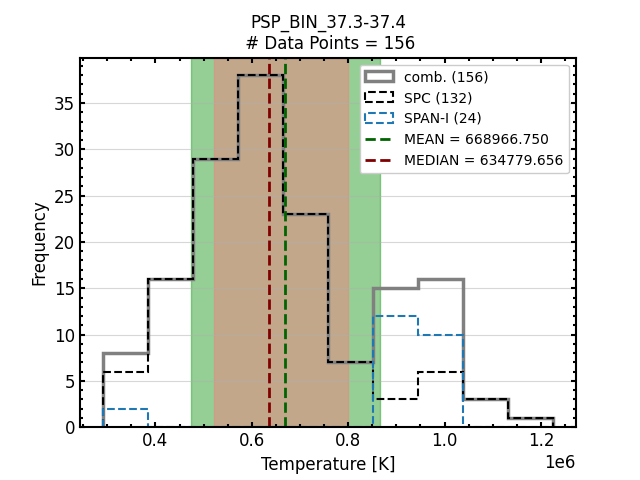 PSP_BIN_37.3-37.4
# Data Points = 156
comb. (156)
SPC (132)
SPAN-I (24)
MEAN = 668966.750
MEDIAN = 634779.656
Frequency
35
30
25
20
15
10
5
0
0.4 0.6 0.8 1.0 1.2
1e6
Temperature [K]